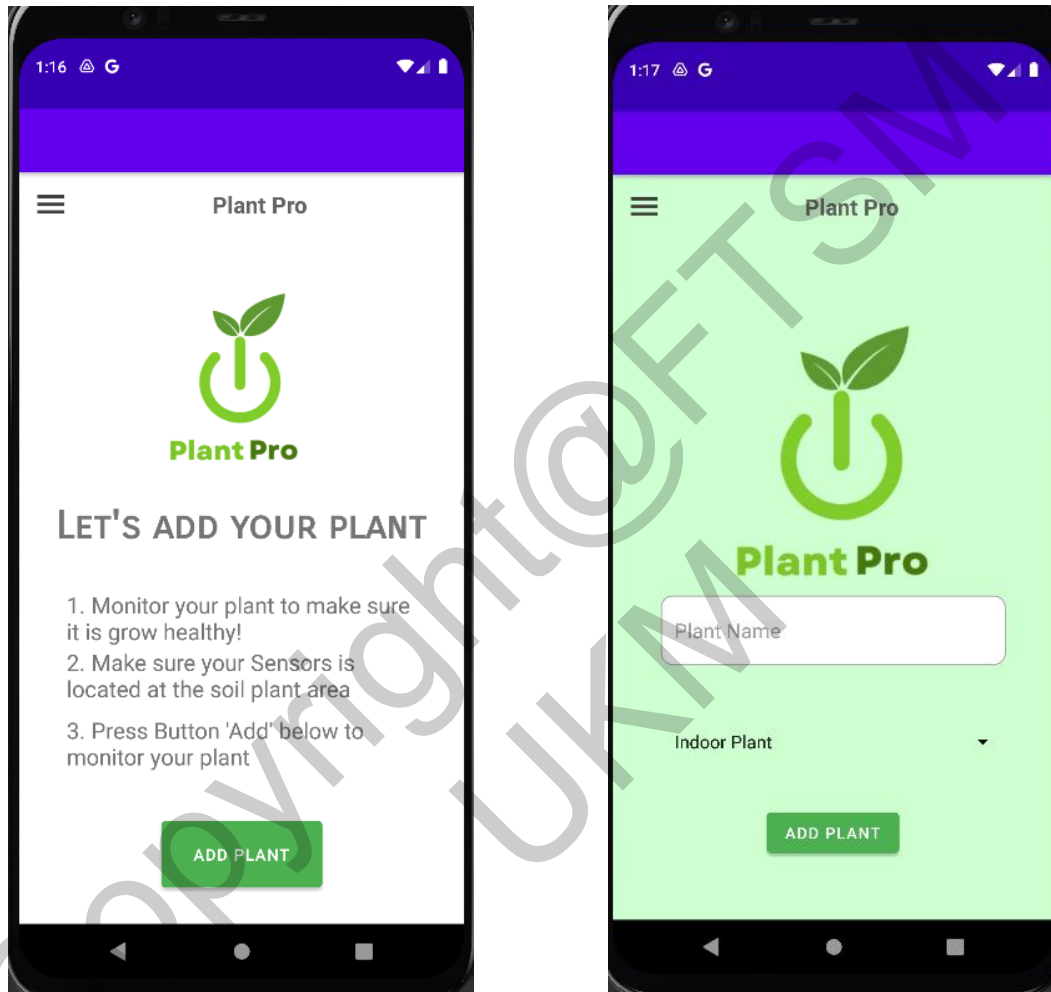 1:16 G
Plant Pro
Plant Pro
LET'S ADD YOUR PLANT
1. Monitor your plant to make sure
it is grow healthy!
2. Make sure your Sensors is
located at the soil plant area
3. Press Button 'Add' below to
monitor your plant
ADD PLANT
1:17 G
Plant Pro
Plant Pro
Plant Name
Indoor Plant
ADD PLANT
Copyright@FTSM
UKM